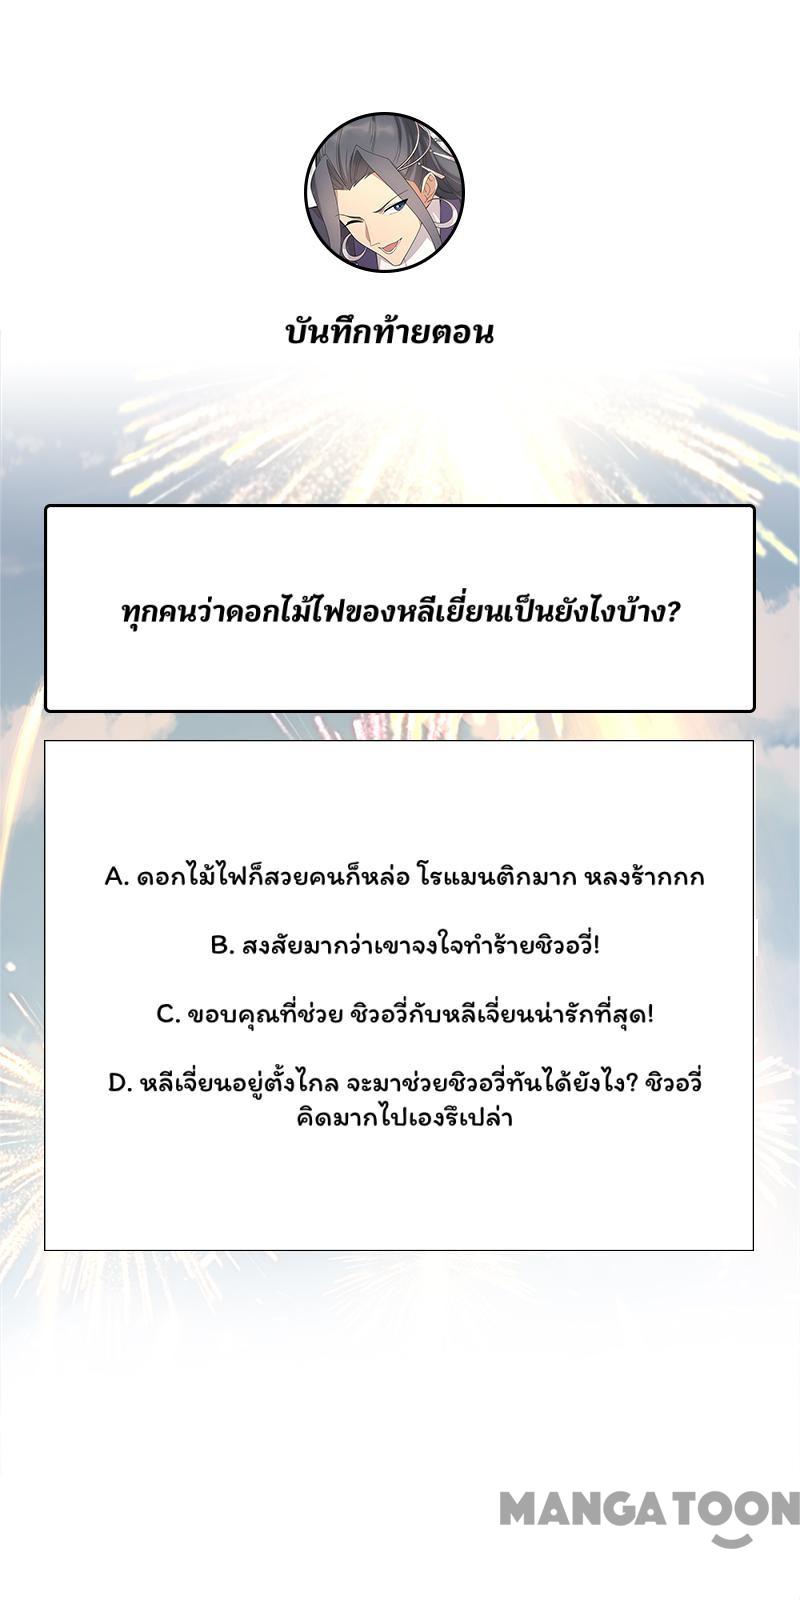 บันทึกท้ายตอน
ทุกคนว่าดอกไม้ไฟของหลีเยี่ยนเป็นยังไงบ้าง?
A. ดอกไม้ไฟก็สวยคนก็หล่อ โรแมนติกมาก หลงร้ากกก
B. สงสัยมากว่าเขาจงใจทำร้ายชิวอวี่!
C. ขอบคุณที่ช่วย ชิวอวี่กับหลีเจี่ยนน่ารักที่สุด!
D. หลีเจี่ยนอยู่ตั้งไกล จะมาช่วยชิวอวี่ทันได้ยังไง? ชิวอวี่
คิดมากไปเองรึเปล่า
MANGATOON